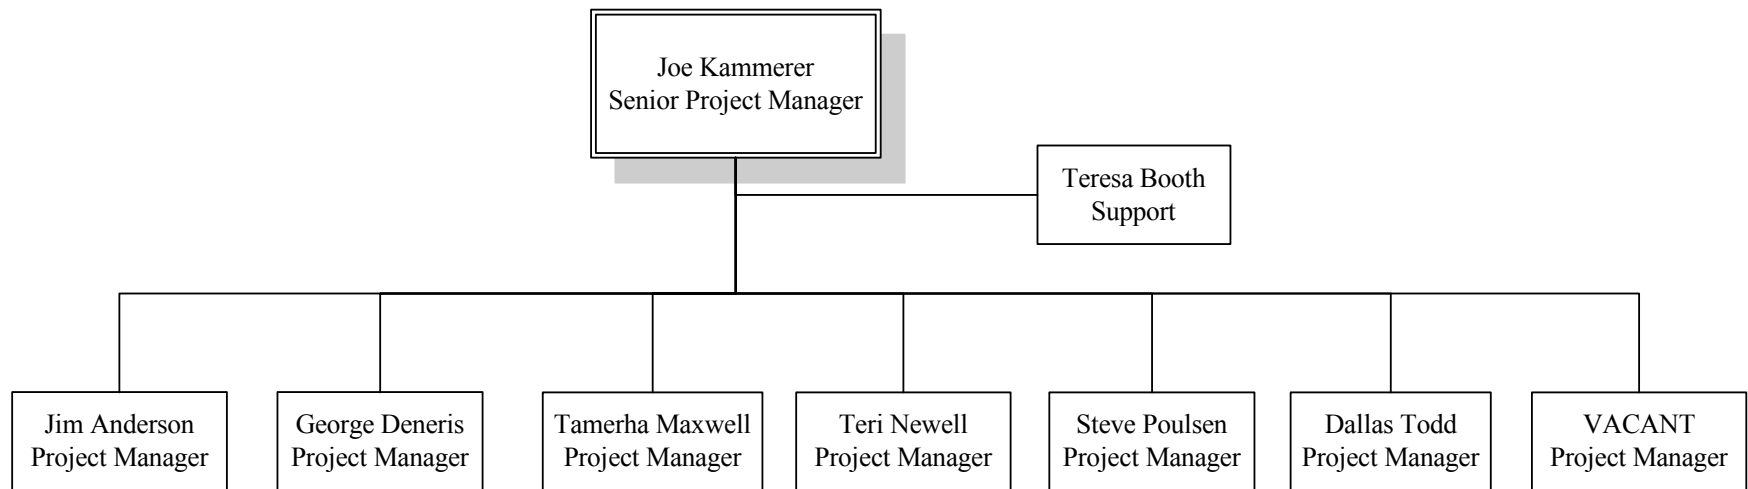 Joe Kammerer
Senior Project Manager
Teresa Booth
Support
Jim Anderson
Project Manager
George Deneris
Project Manager
Tamerha Maxwell
Project Manager
Teri Newell
Project Manager
Steve Poulsen
Project Manager
Dallas Todd
Project Manager
VACANT
Project Manager